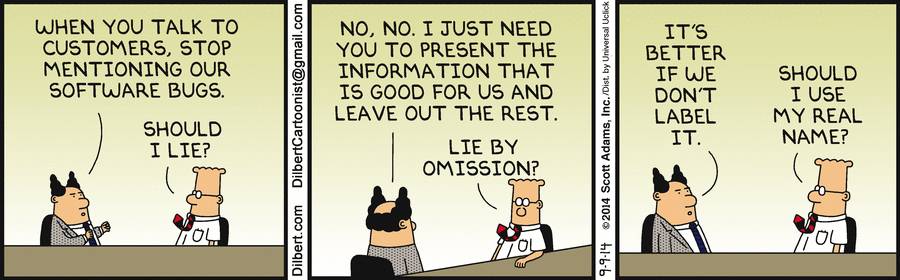 WHEN YOU TALK TO
CUSTOMERS, STOP
MENTIONING OUR
SOFTWARE BUGS.
SHOULD
I LIE?
Dilbert.com DilbertCartoonist@gmail.com
NO, NO. I JUST NEED
YOU TO PRESENT THE
INFORMATION THAT
IS GOOD FOR US AND
LEAVE OUT THE REST.
LIE BY
OMISSION?
9-9-14 © 2014 Scott Adams, Inc. /Dist. by Universal Uclick
IT'S
BETTER
IF WE
DON'T
LABEL
IT.
SHOULD
I USE
MY REAL
NAME?